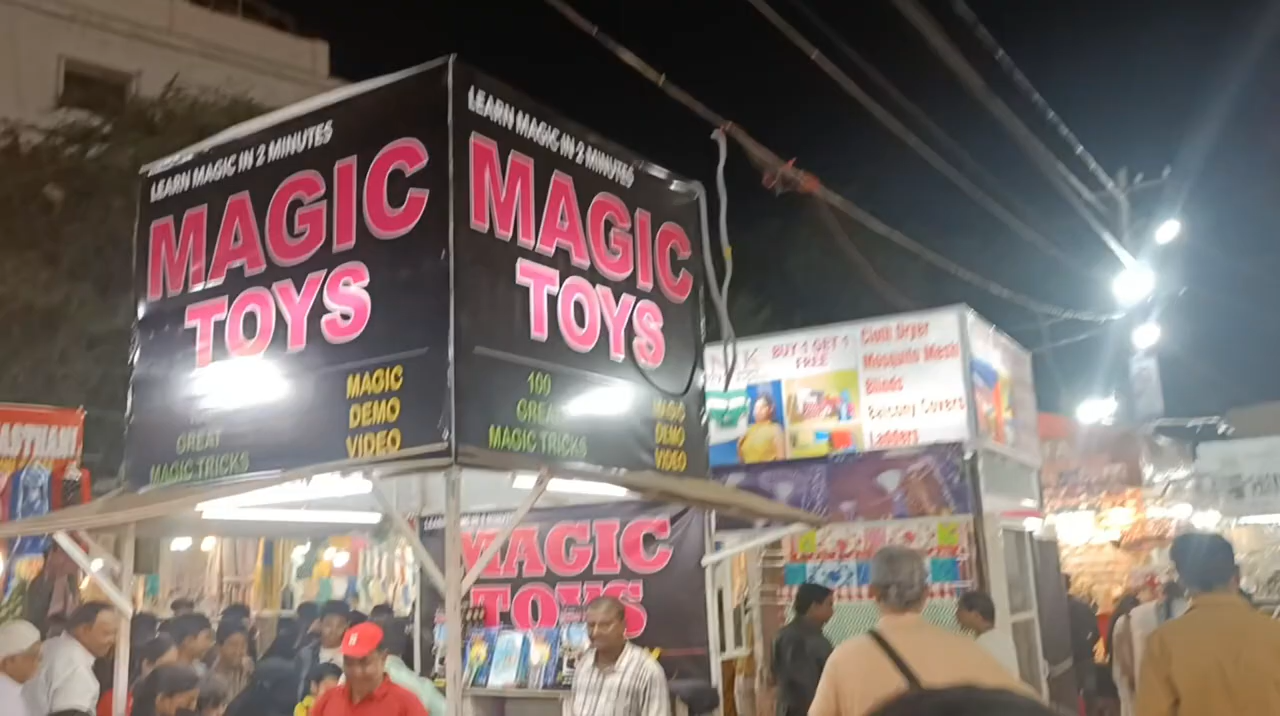 LEARN MAGIC IN 2 MINUTES
MAGIC
TOYS
GREAT
MAGIC TRICKS
MAGIC
DEMO
VIDEO
LEARN MAGIC IN 2 MINUTES
MAGIC
TOYS
100
GREAT
MAGIC TRICKS
MAGIC
DEMO
VIDEO
MAGIC
TOYS
BUY 1 GET 1
FREE
Cloth Dryer
Mosquito Mesh
Blinds
Balcony Covers
Ladders